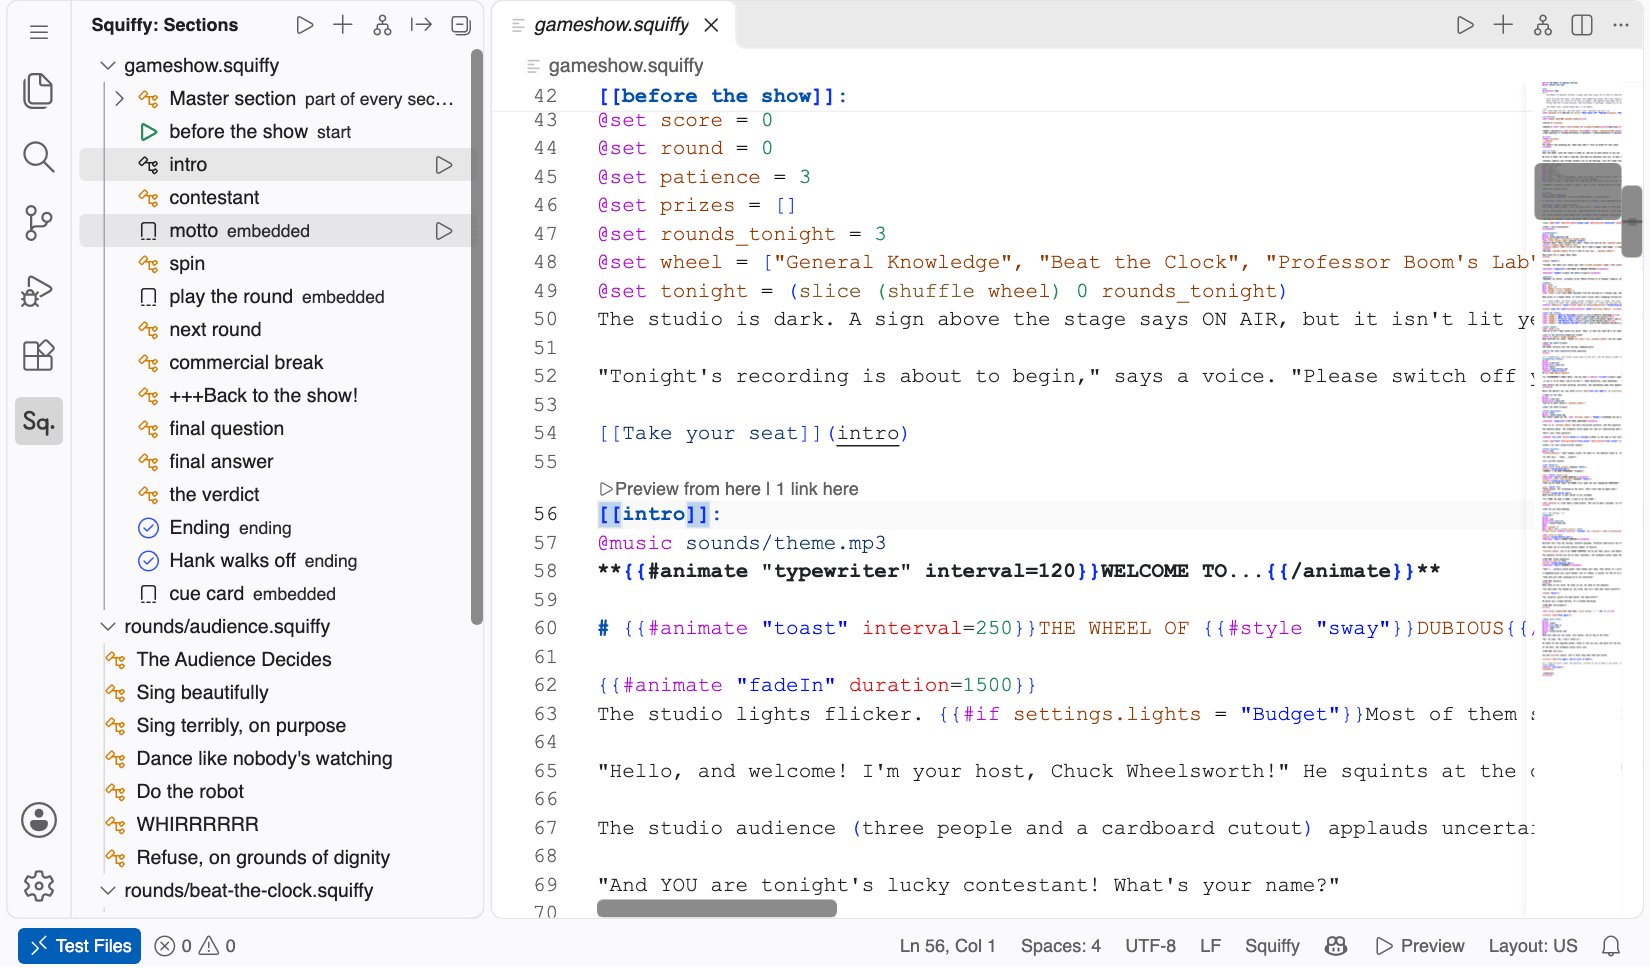 Squiffy: Sections
gameshow.squiffy
Master section part of every sec...
before the show start
intro
contestant
motto embedded
spin
play the round embedded
next round
commercial break
+++Back to the show!
final question
final answer
the verdict
Ending ending
Hank walks off ending
cue card embedded
rounds/audience.squiffy
The Audience Decides
Sing beautifully
Sing terribly, on purpose
Dance like nobody's watching
Do the robot
WHIRRRRRR
Refuse, on grounds of dignity
rounds/beat-the-clock.squiffy
Sq.
gameshow.squiffy
gameshow.squiffy
42 [[before the show]]:
43 @set score = 0
44 @set round = 0
45 @set patience = 3
46 @set prizes = []
47 @set rounds_tonight = 3
48 @set wheel = ["General Knowledge", "Beat the Clock", "Professor Boom's Lab"
49 @set tonight = (slice (shuffle wheel) 0 rounds_tonight)
50 The studio is dark. A sign above the stage says ON AIR, but it isn't lit
51
52 "Tonight's recording is about to begin," says a voice. "Please switch off
53
54 [[Take your seat]](intro)
55
Preview from here | 1 link here
56 [[intro]]:
57 @music sounds/theme.mp3
58 **{{#animate "typewriter" interval=120}}WELCOME TO...{{/animate}}**
59
60 # {{#animate "toast" interval=250}}THE WHEEL OF {{#style "sway"}}DUBIOUS{{/
61
62 {{#animate "fadeIn" duration=1500}}
63 The studio lights flicker. {{#if settings.lights = "Budget"}}Most of them
64
65 "Hello, and welcome! I'm your host, Chuck Wheelsworth!" He squints at the
66
67 The studio audience (three people and a cardboard cutout) applauds
68
69 "And YOU are tonight's lucky contestant! What's your name?"
70
Test Files 0 0
Ln 56, Col 1 Spaces: 4 UTF-8 LF Squiffy Preview Layout: US